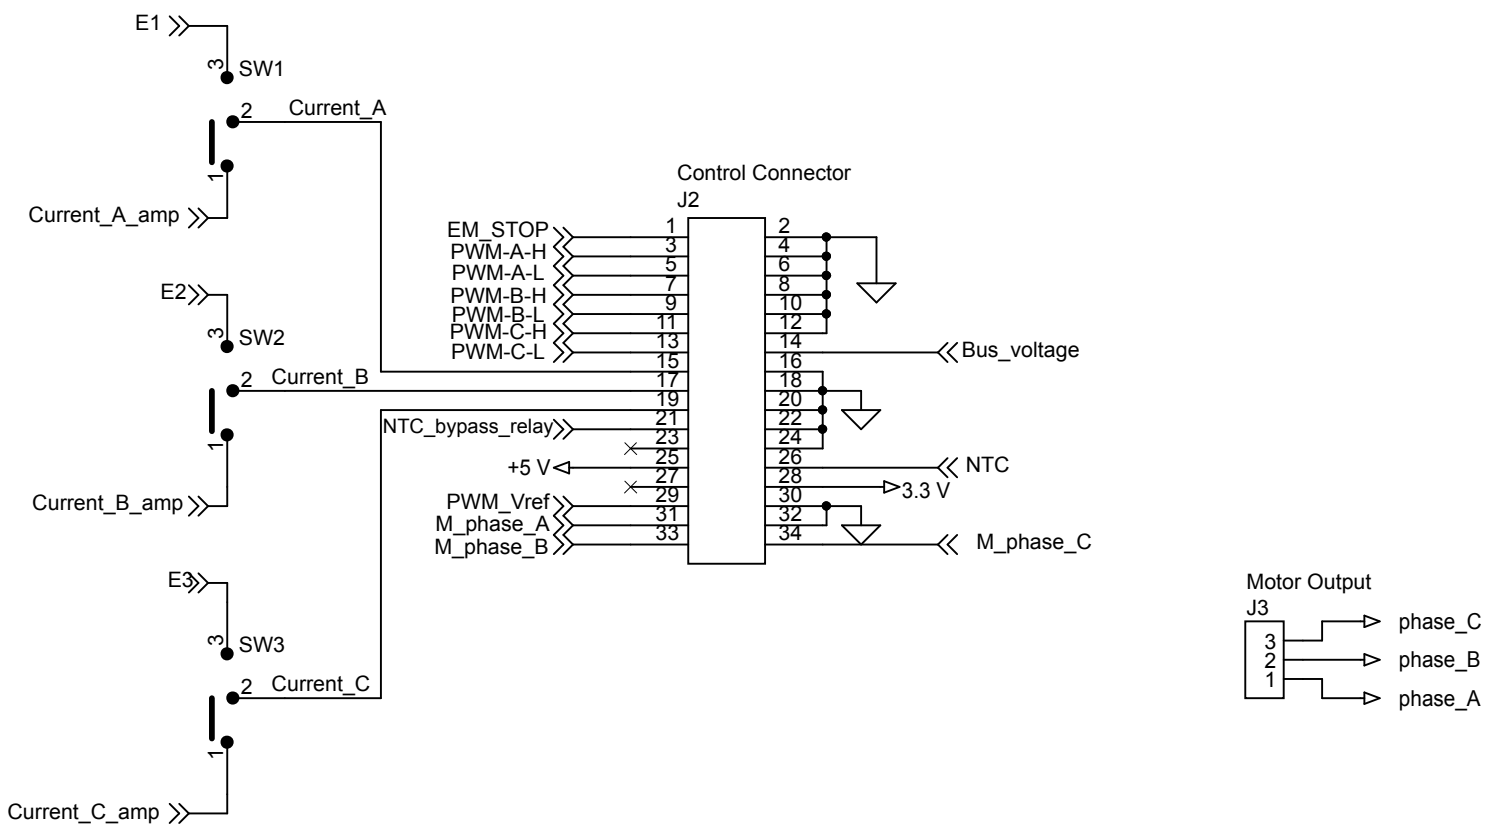 E1
3
SW1
2
Current_A
1
Current_A_amp
E2
3
SW2
2
Current_B
1
Current_B_amp
E3
3
SW3
2
Current_C
1
Current_C_amp
Control Connector
J2
EM_STOP 1 2
PWM-A-H 3 4
PWM-A-L 5 6
PWM-B-H 7 8
PWM-B-L 9 10
PWM-C-H 11 12
PWM-C-L 13 14 Bus_voltage
15 16
17 18
19 20
NTC_bypass_relay 21 22
23 24
+5 V 25 26 NTC
27 28 3.3 V
PWM_Vref 29 30
M_phase_A 31 32
M_phase_B 33 34 M_phase_C
Motor Output
J3
3 phase_C
2 phase_B
1 phase_A